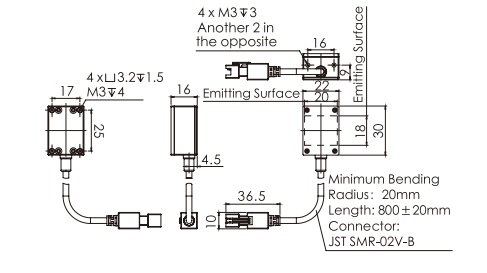 4 x M3↧3
Another 2 in
the opposite
16
9
Emitting Surface
4 x⌴3.2↧1.5
M3↧4
17
25
16
4.5
Emitting Surface
22
20
18
30
36.5
10
Minimum Bending
Radius: 20mm
Length: 800±20mm
Connector:
JST SMR-02V-B